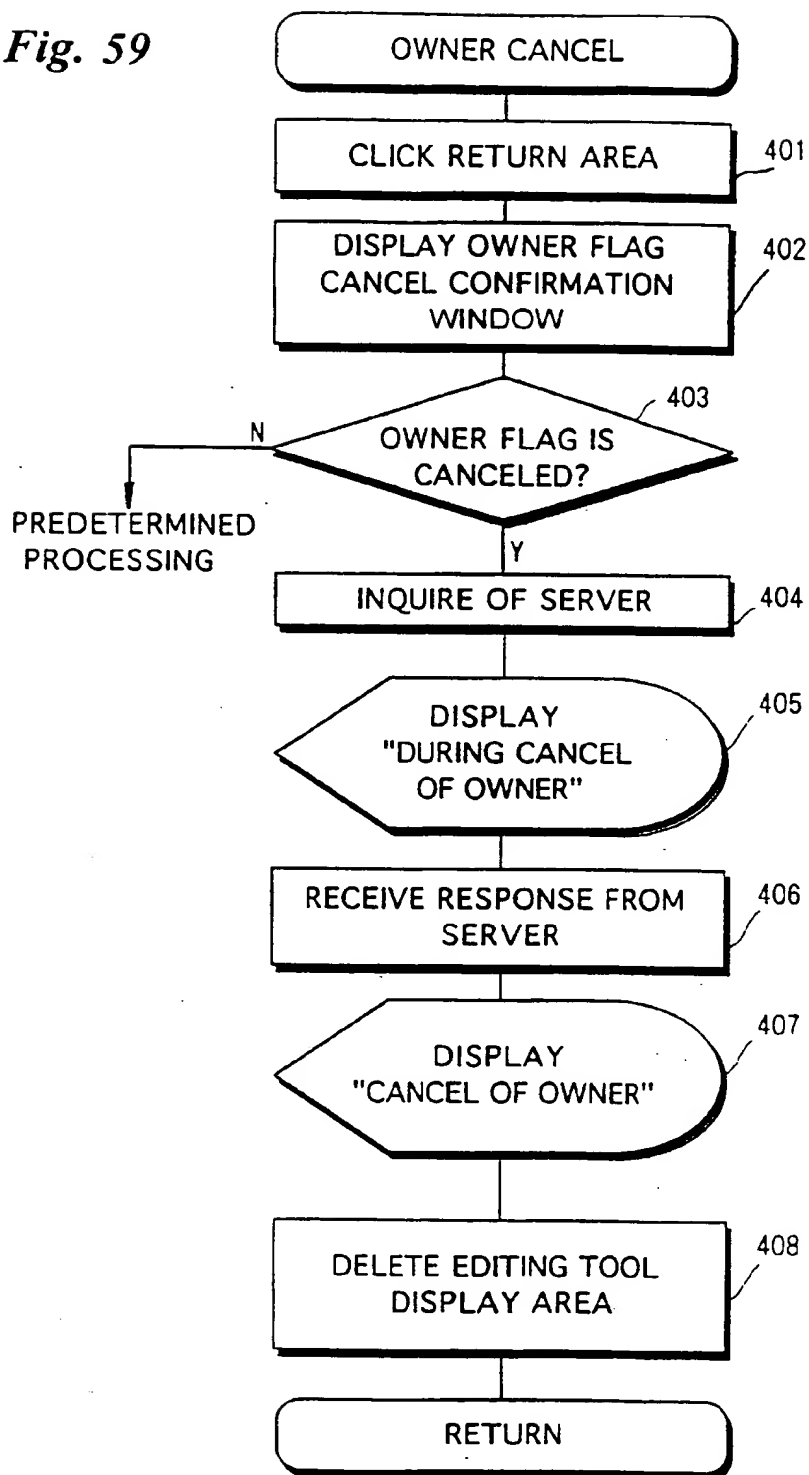 Fig. 59
OWNER CANCEL
CLICK RETURN AREA
401
DISPLAY OWNER FLAG
CANCEL CONFIRMATION
WINDOW
402
403
N
OWNER FLAG IS
CANCELED?
PREDETERMINED
PROCESSING
Y
INQUIRE OF SERVER
404
DISPLAY
"DURING CANCEL
OF OWNER"
405
RECEIVE RESPONSE FROM
SERVER
406
DISPLAY
"CANCEL OF OWNER"
407
DELETE EDITING TOOL
DISPLAY AREA
408
RETURN